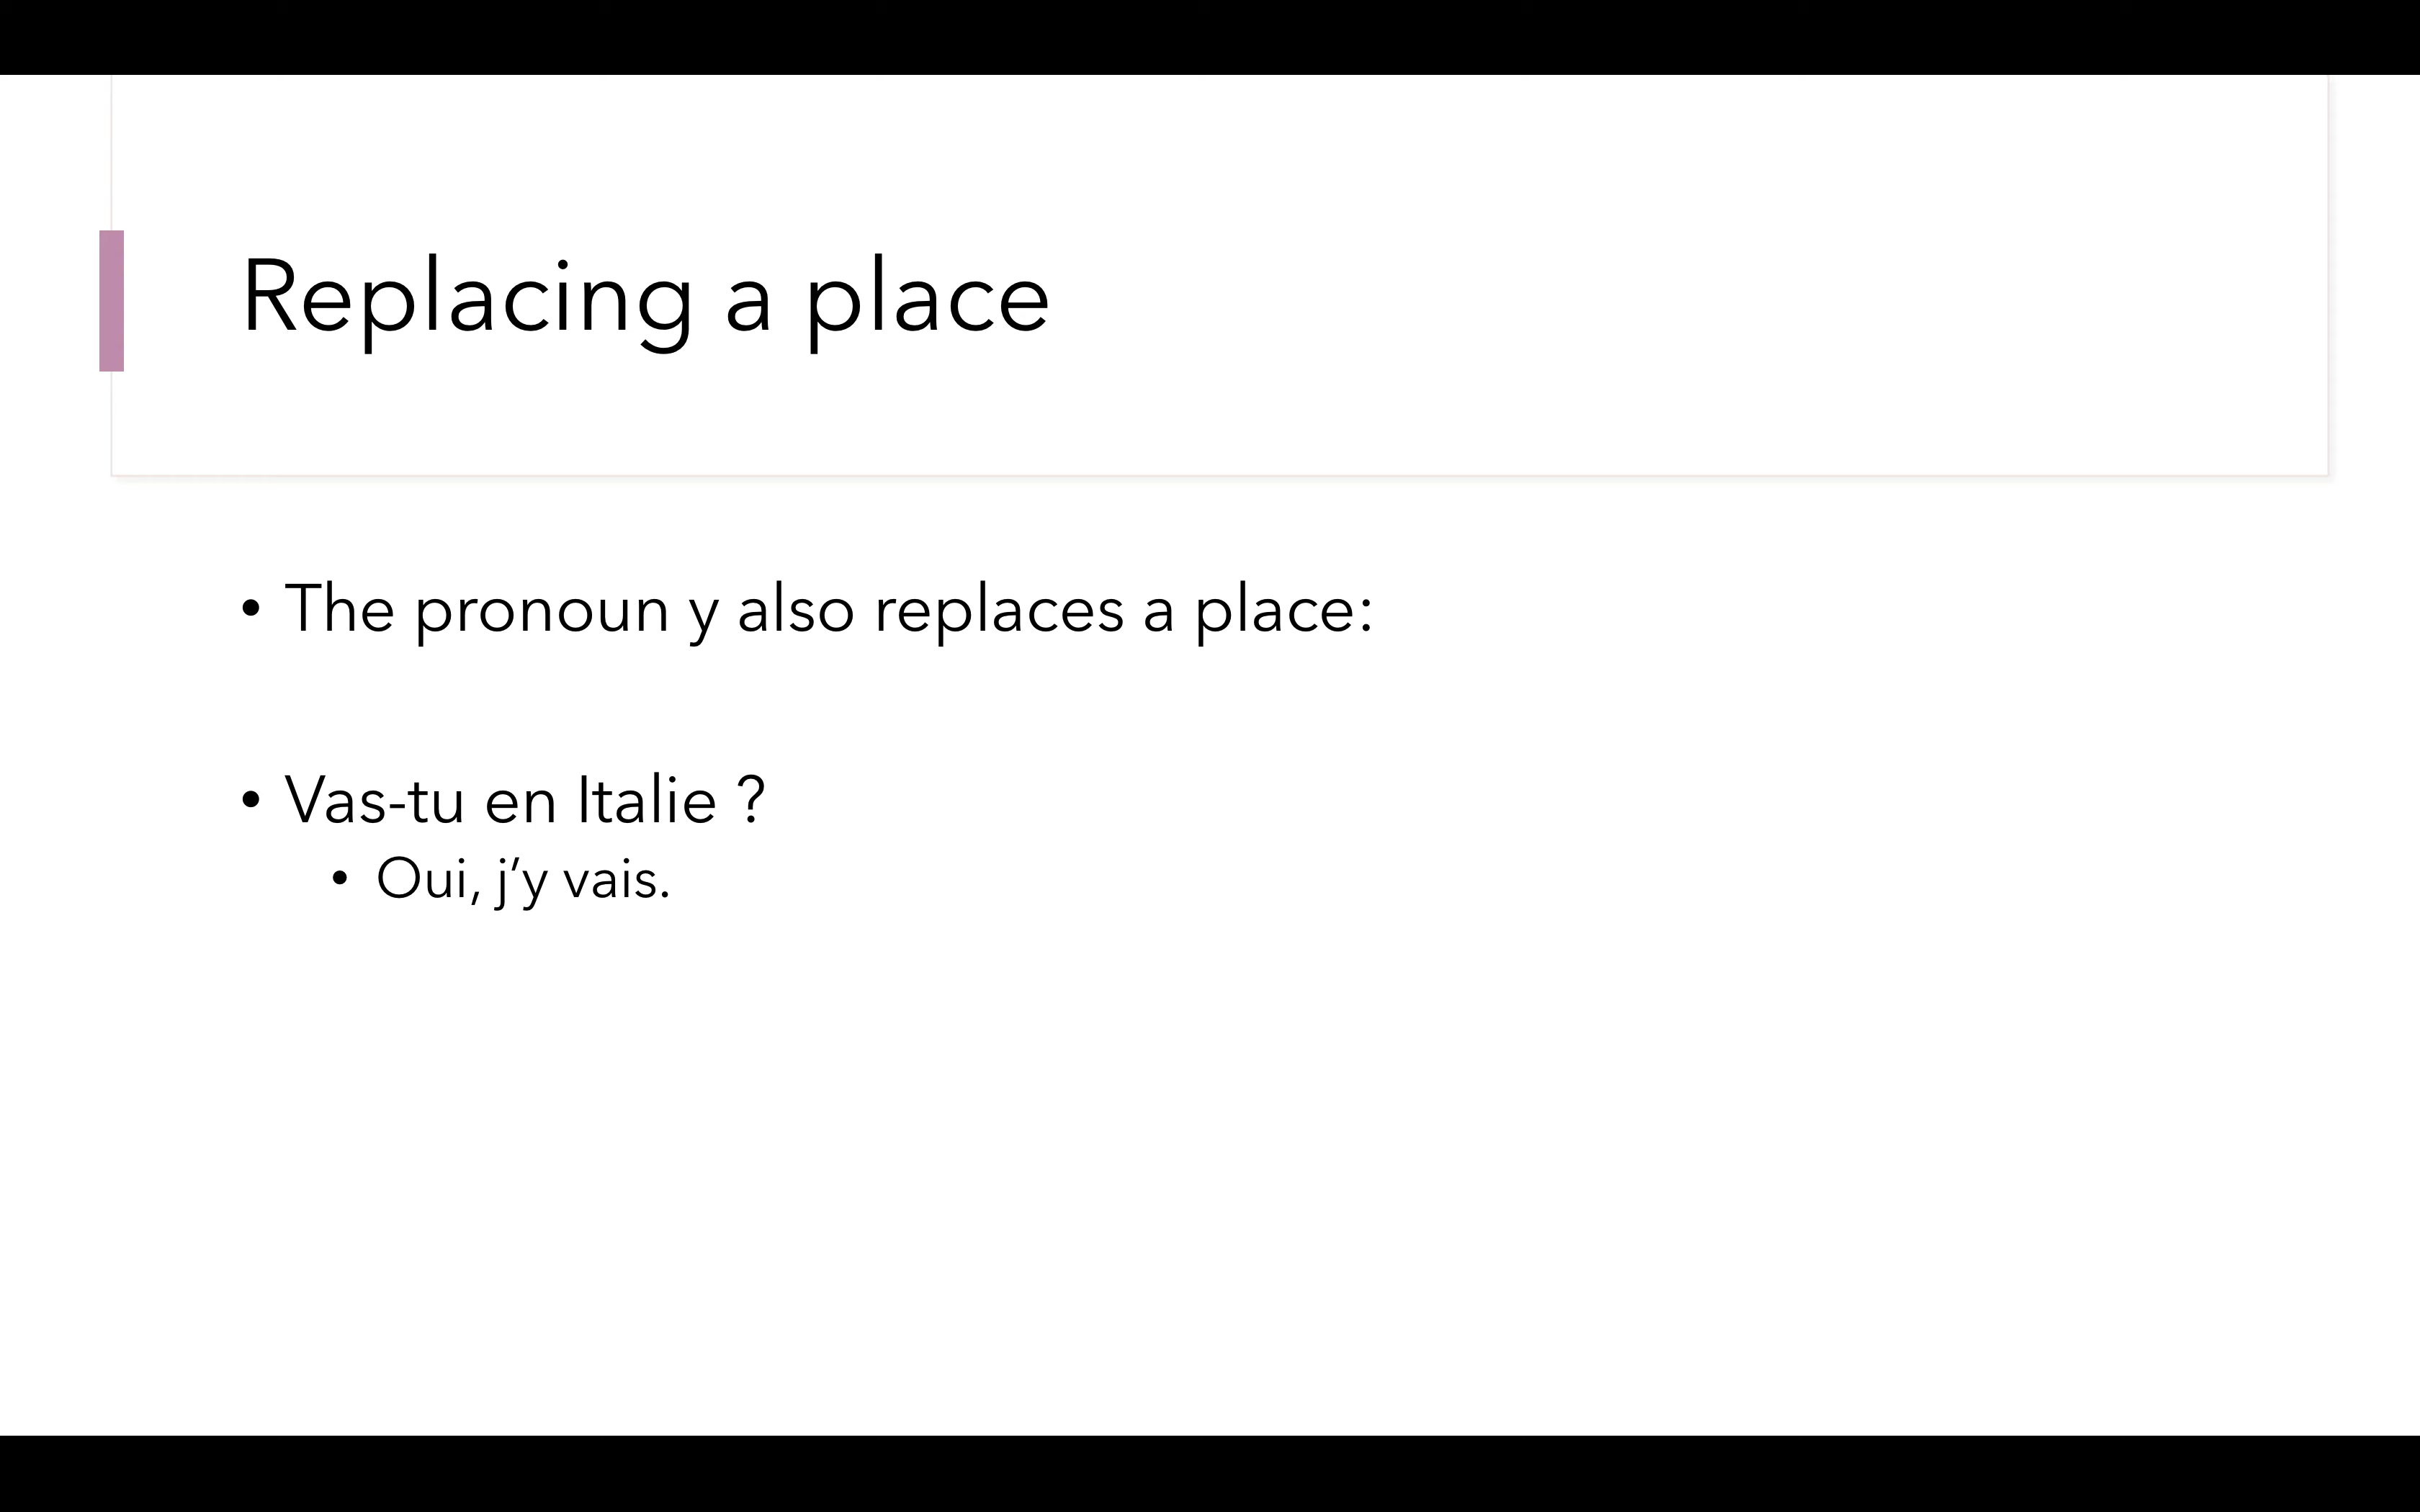 Replacing a place
• The pronoun y also replaces a place:
• Vas-tu en Italie ?
• Oui, j’y vais.